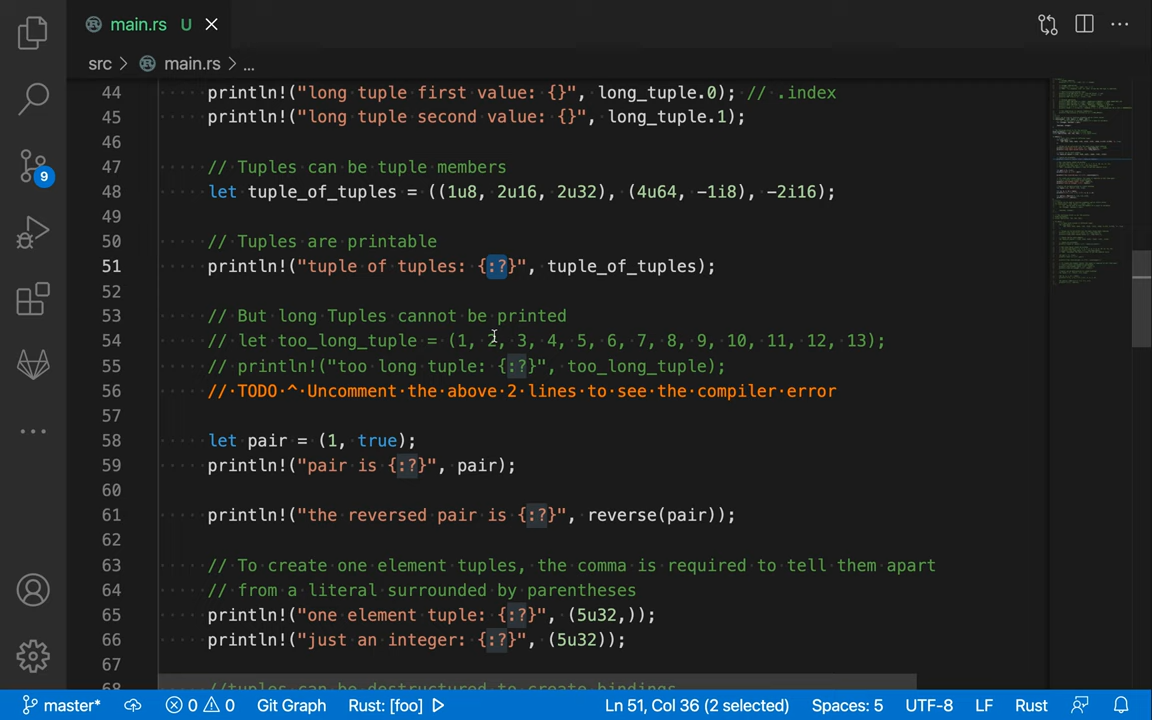 main.rs U
src > main.rs > ...
44 println!("long tuple first value: {}", long_tuple.0); // .index
45 println!("long tuple second value: {}", long_tuple.1);
46
47 // Tuples can be tuple members
48 let tuple_of_tuples = ((1u8, 2u16, 2u32), (4u64, -1i8), -2i16);
49
50 // Tuples are printable
51 println!("tuple of tuples: {:?}", tuple_of_tuples);
52
53 // But long Tuples cannot be printed
54 // let too_long_tuple = (1, 2, 3, 4, 5, 6, 7, 8, 9, 10, 11, 12, 13);
55 // println!("too long tuple: {:?}", too_long_tuple);
56 // TODO ^ Uncomment the above 2 lines to see the compiler error
57
58 let pair = (1, true);
59 println!("pair is {:?}", pair);
60
61 println!("the reversed pair is {:?}", reverse(pair));
62
63 // To create one element tuples, the comma is required to tell them apart
64 // from a literal surrounded by parentheses
65 println!("one element tuple: {:?}", (5u32,));
66 println!("just an integer: {:?}", (5u32));
67
68 //tuples can be destructured to create bindings
9
master* 0 0 Git Graph Rust: [foo] Ln 51, Col 36 (2 selected) Spaces: 5 UTF-8 LF Rust